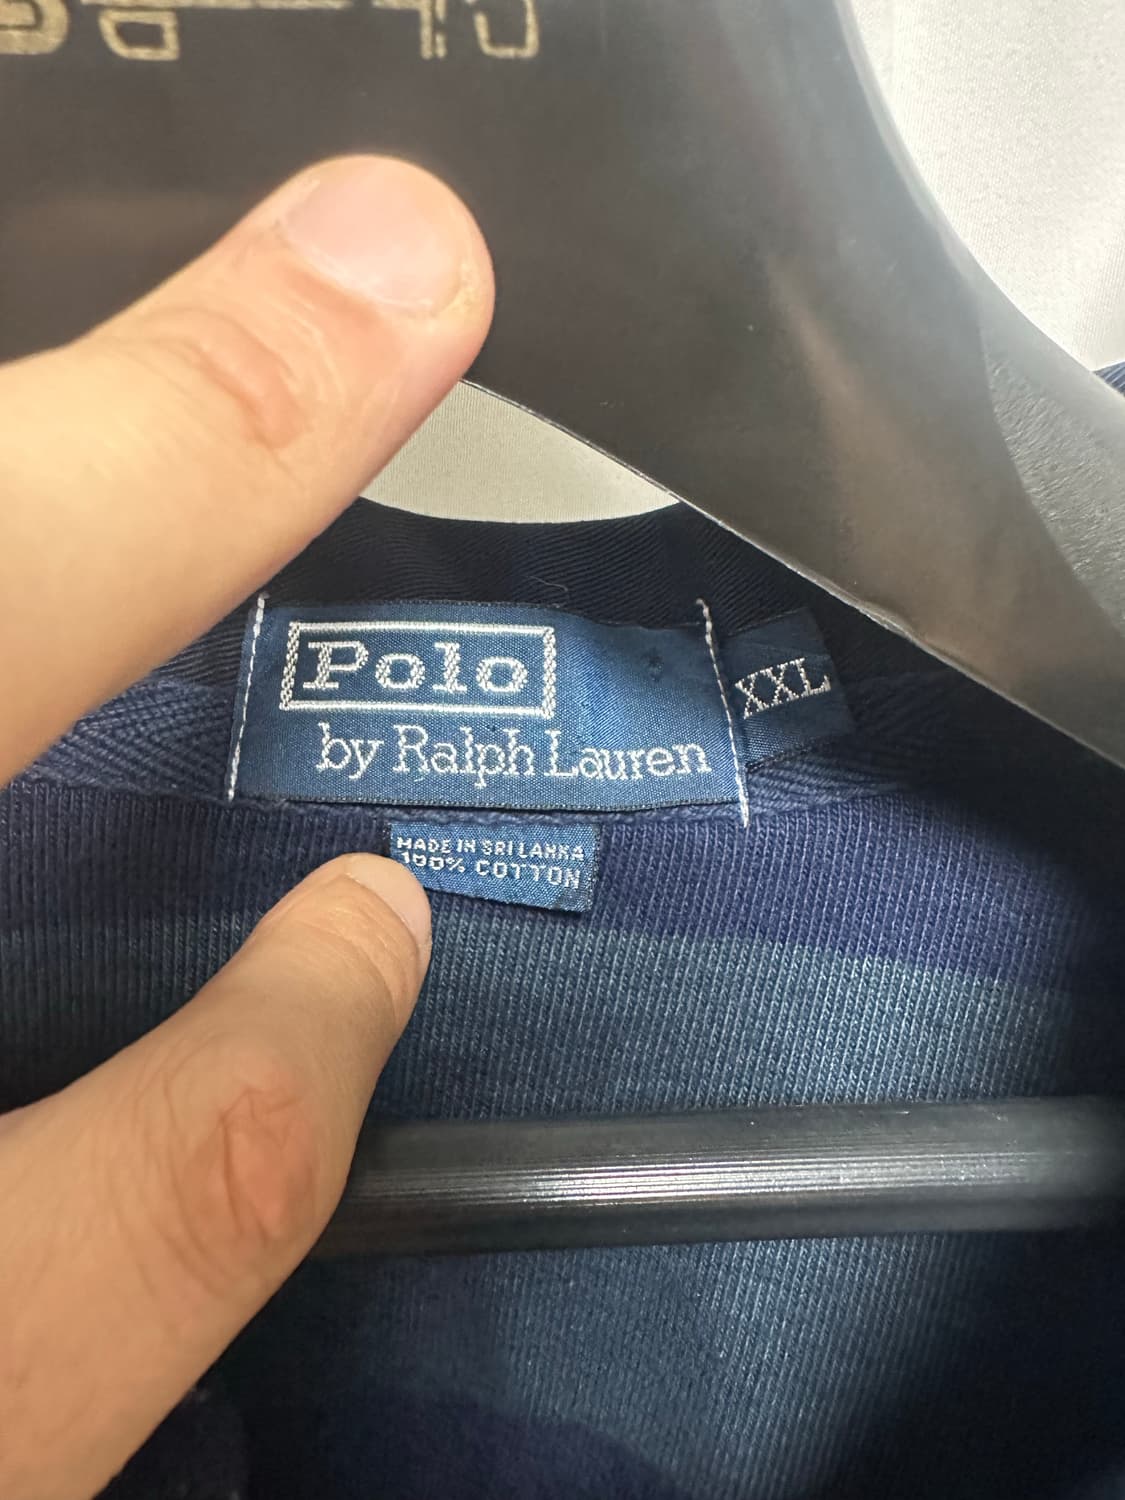 Polo
by Ralph Lauren
XXL
MADE IN SRI LANKA
100% COTTON